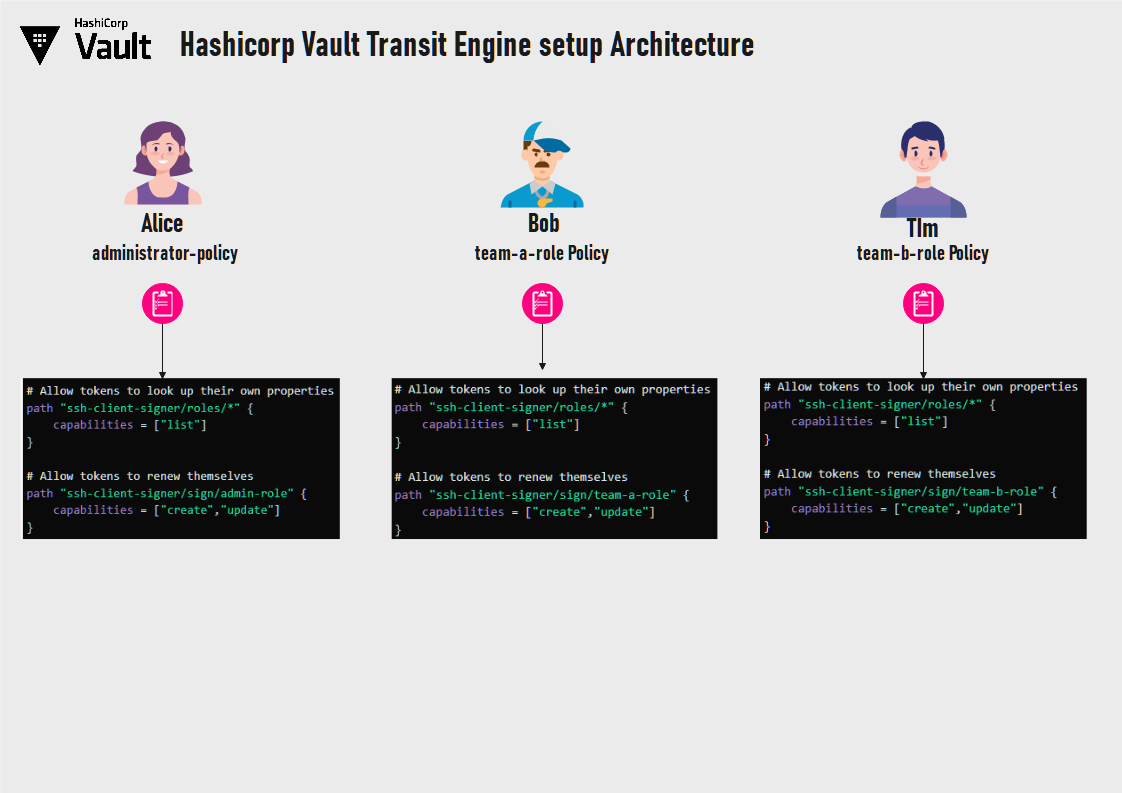 HashiCorp
Vault
Hashicorp Vault Transit Engine setup Architecture
Alice
administrator-policy
# Allow tokens to look up their own properties
path "ssh-client-signer/roles/*" {
    capabilities = ["list"]
}
# Allow tokens to renew themselves
path "ssh-client-signer/sign/admin-role" {
    capabilities = ["create","update"]
}
Bob
team-a-role Policy
# Allow tokens to look up their own properties
path "ssh-client-signer/roles/*" {
    capabilities = ["list"]
}
# Allow tokens to renew themselves
path "ssh-client-signer/sign/team-a-role" {
    capabilities = ["create","update"]
}
TIm
team-b-role Policy
# Allow tokens to look up their own properties
path "ssh-client-signer/roles/*" {
    capabilities = ["list"]
}
# Allow tokens to renew themselves
path "ssh-client-signer/sign/team-b-role" {
    capabilities = ["create","update"]
}